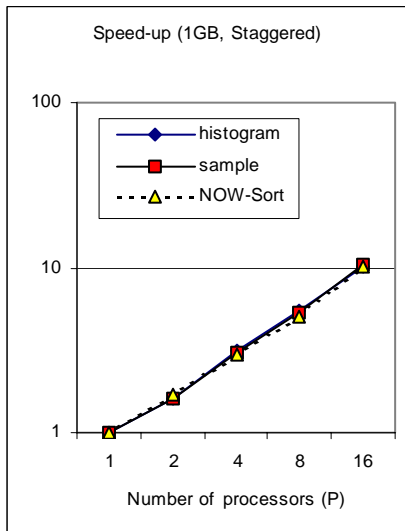 Speed-up (1GB, Staggered)
100
histogram
sample
NOW-Sort
10
1
1 2 4 8 16
Number of processors (P)